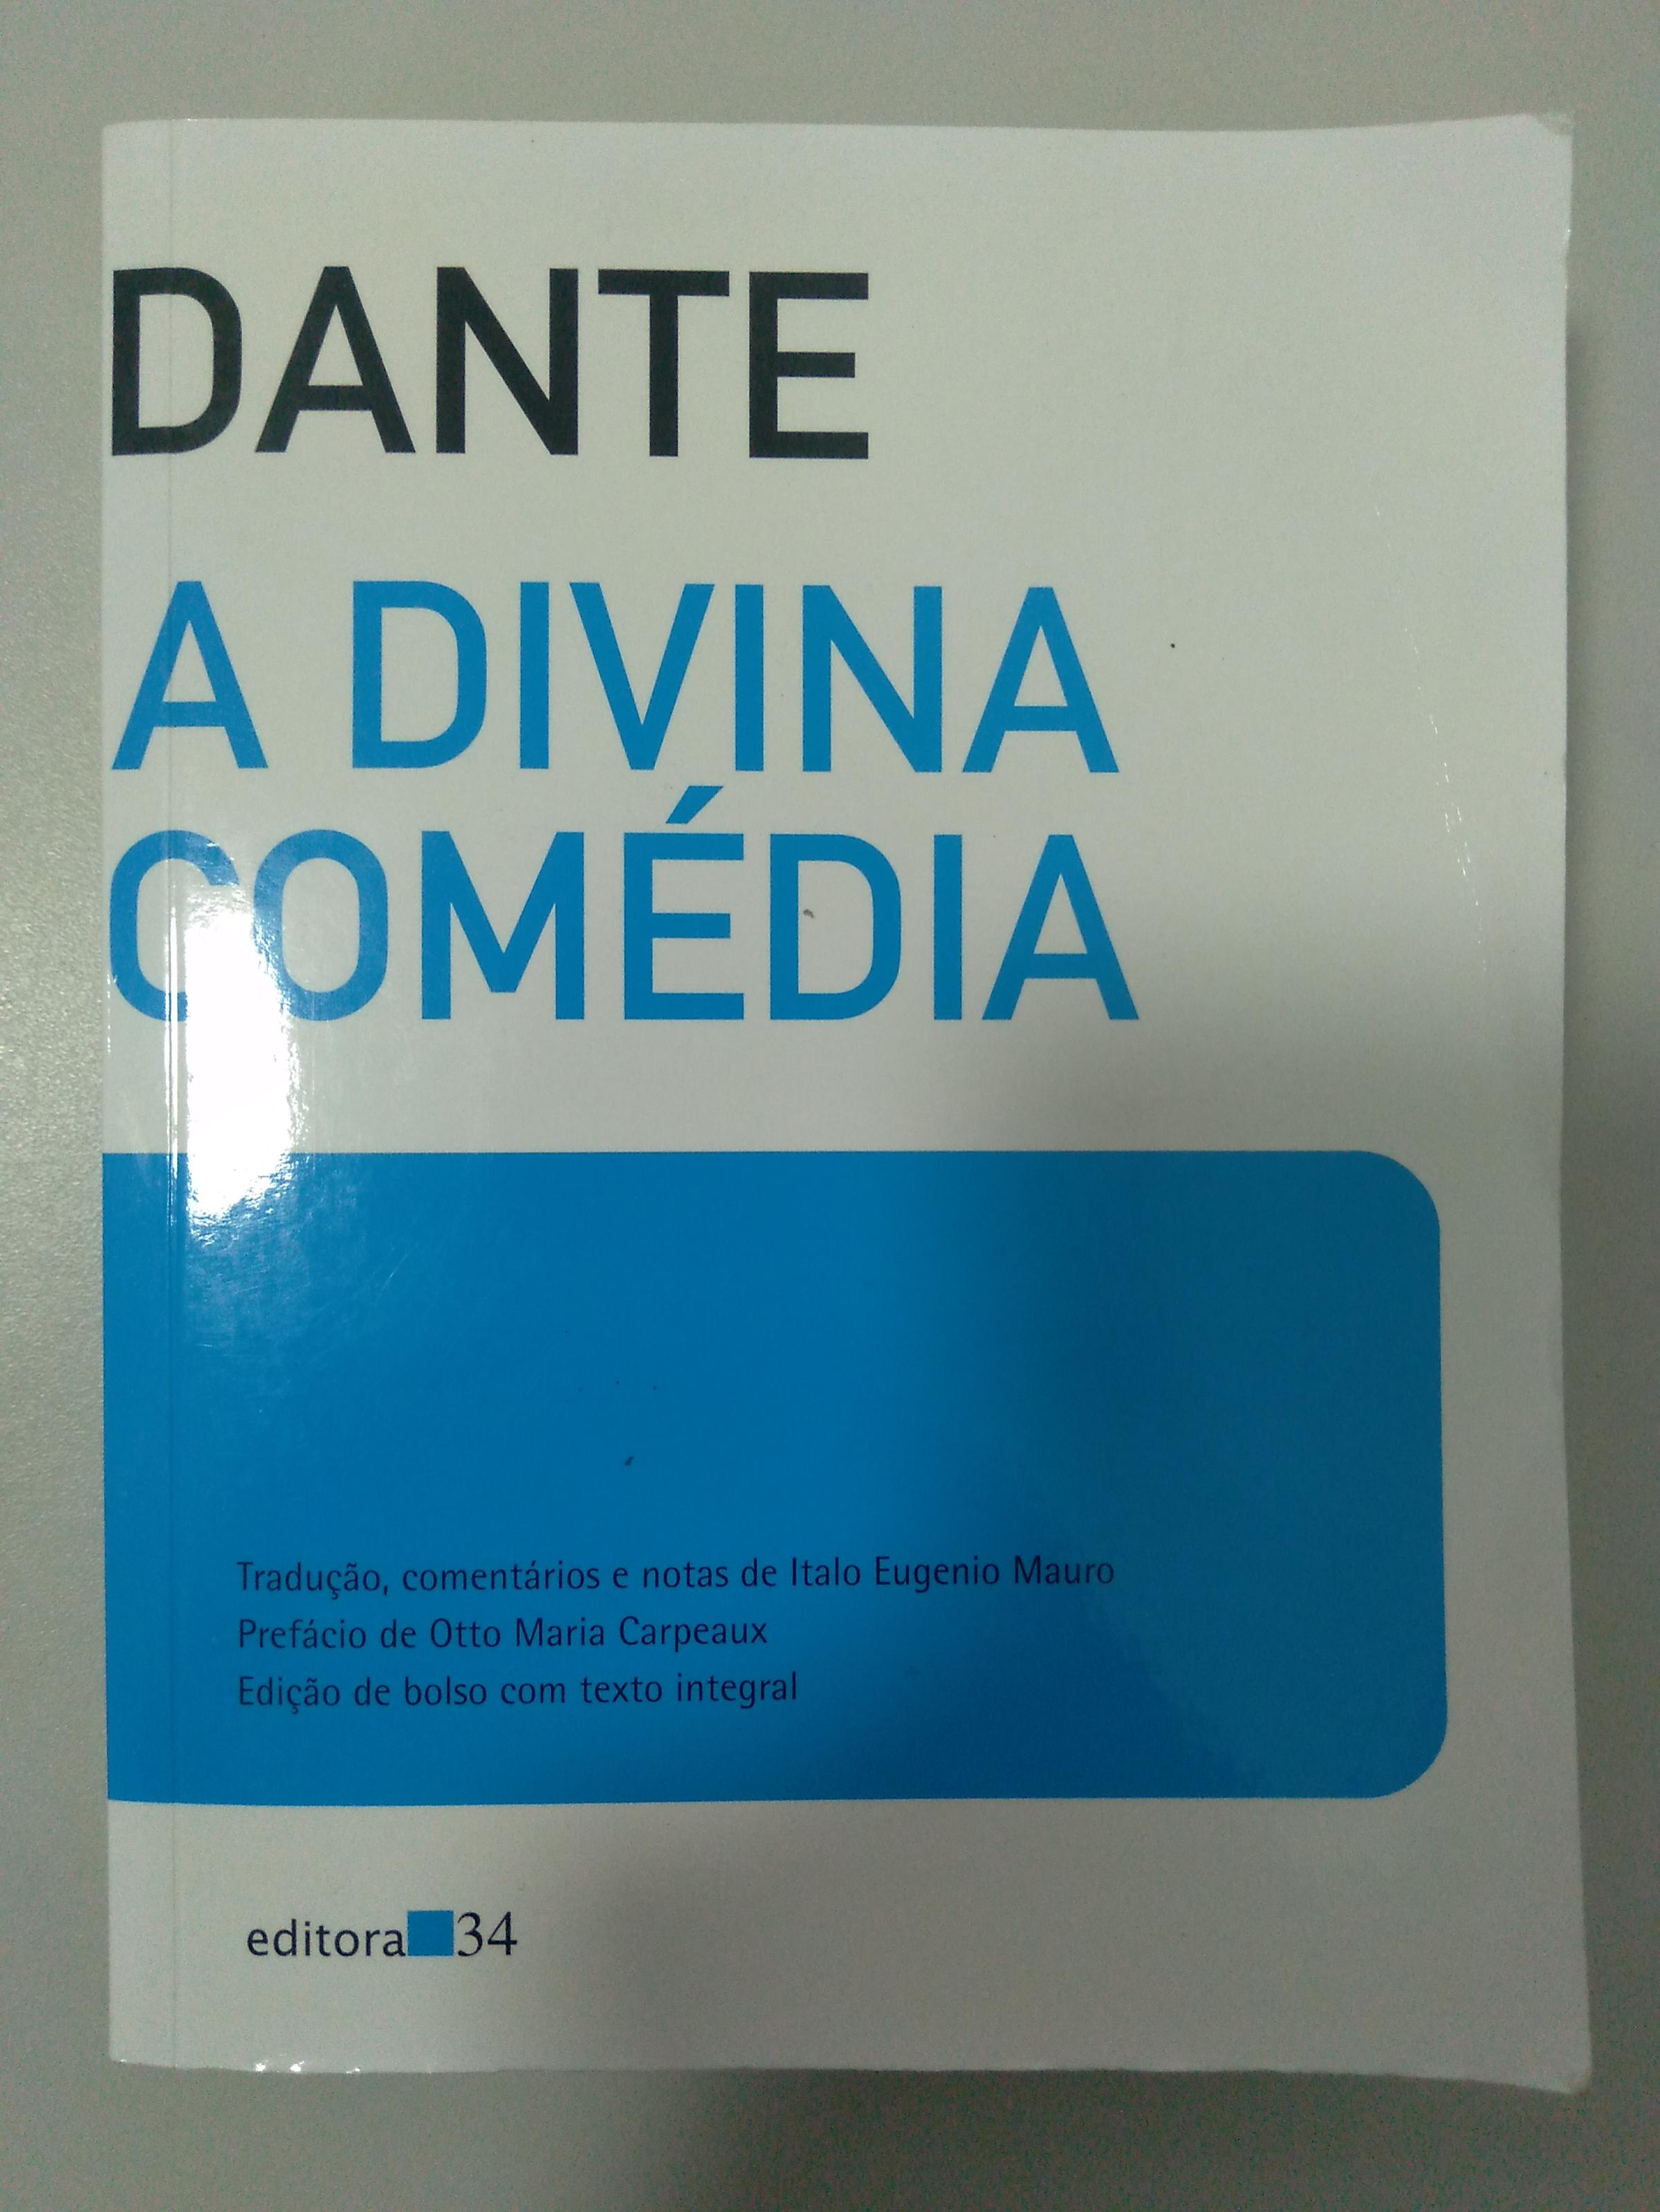 DANTE
A DIVINA
COMÉDIA
Tradução, comentários e notas de Italo Eugenio Mauro
Prefácio de Otto Maria Carpeaux
Edição de bolso com texto integral
editora 34